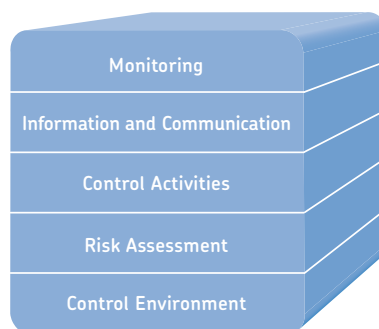 Monitoring
Information and Communication
Control Activities
Risk Assessment
Control Environment